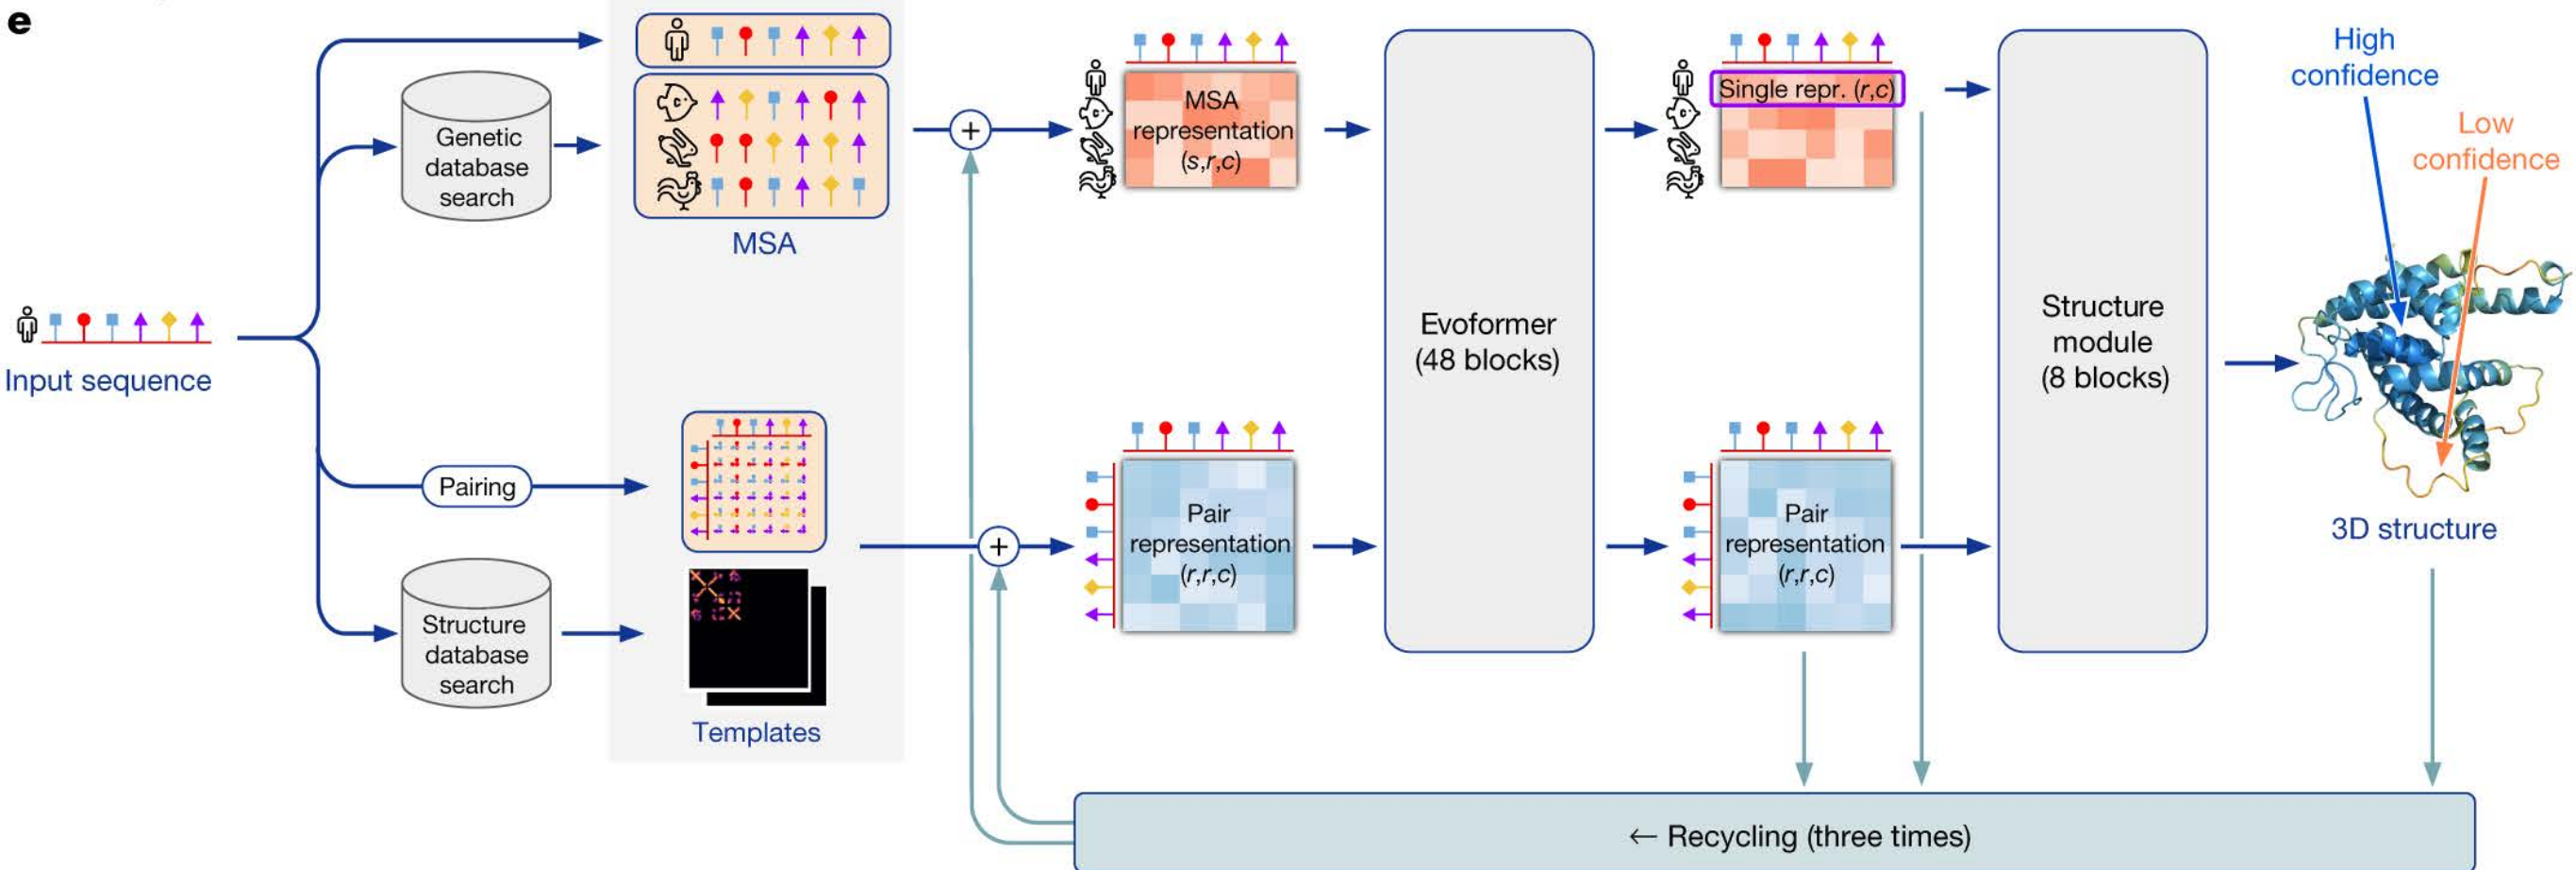 e
Input sequence
Genetic
database
search
Pairing
Structure
database
search
MSA
Templates
+
+
MSA
representation
(s,r,c)
Pair
representation
(r,r,c)
Evoformer
(48 blocks)
Single repr. (r,c)
Pair
representation
(r,r,c)
Structure
module
(8 blocks)
High
confidence
Low
confidence
3D structure
← Recycling (three times)